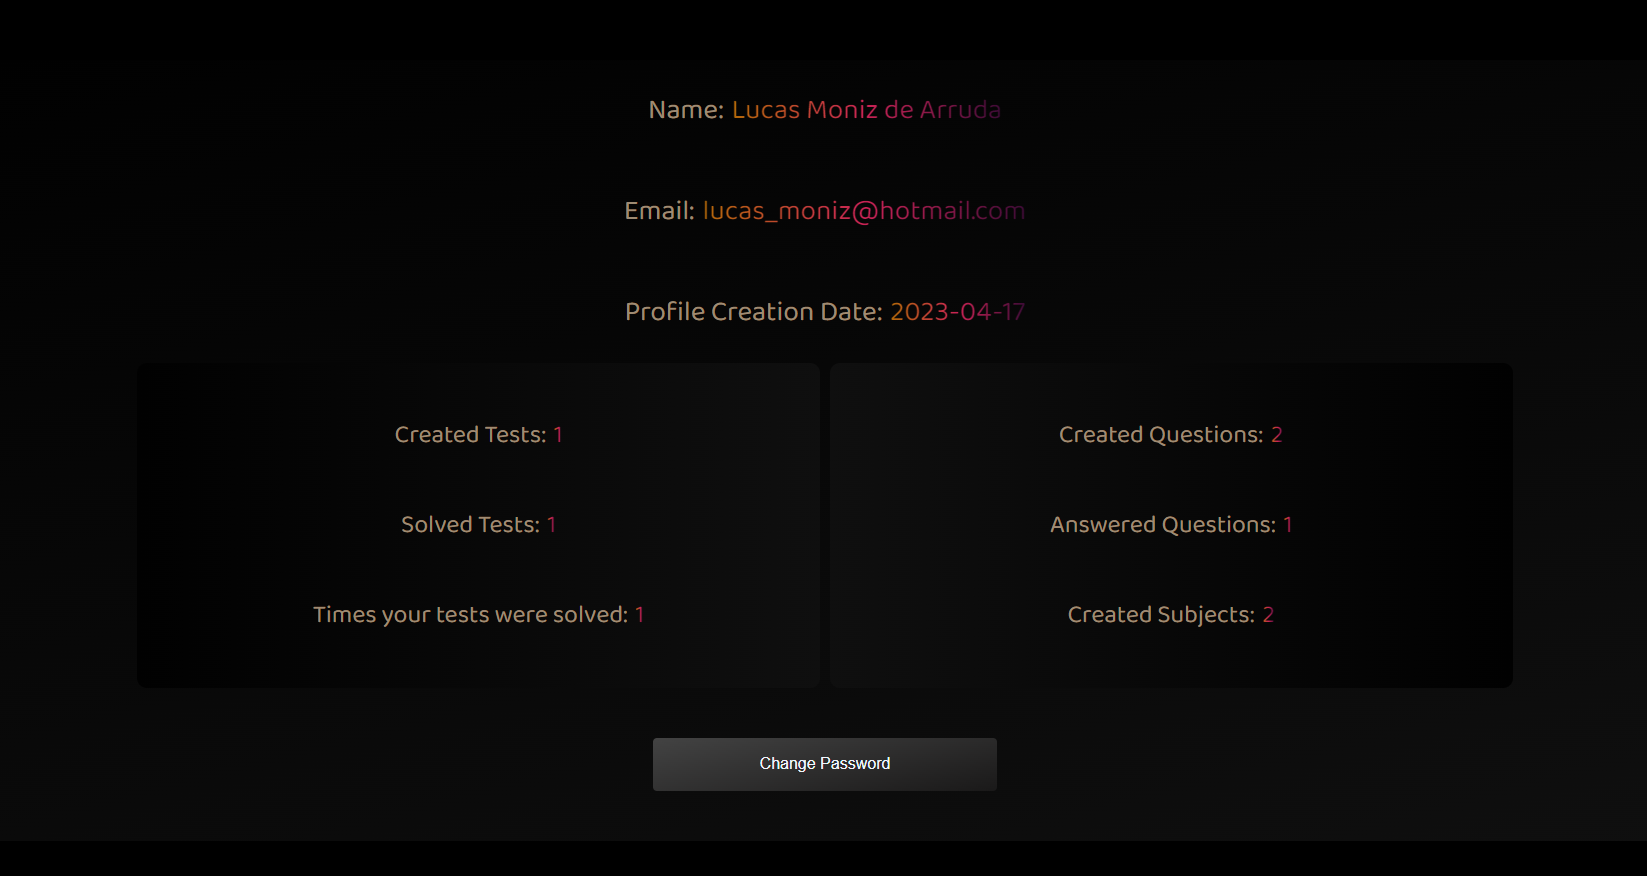 Name: Lucas Moniz de Arruda
Email: lucas_moniz@hotmail.com
Profile Creation Date: 2023-04-17
Created Tests: 1
Solved Tests: 1
Times your tests were solved: 1
Created Questions: 2
Answered Questions: 1
Created Subjects: 2
Change Password